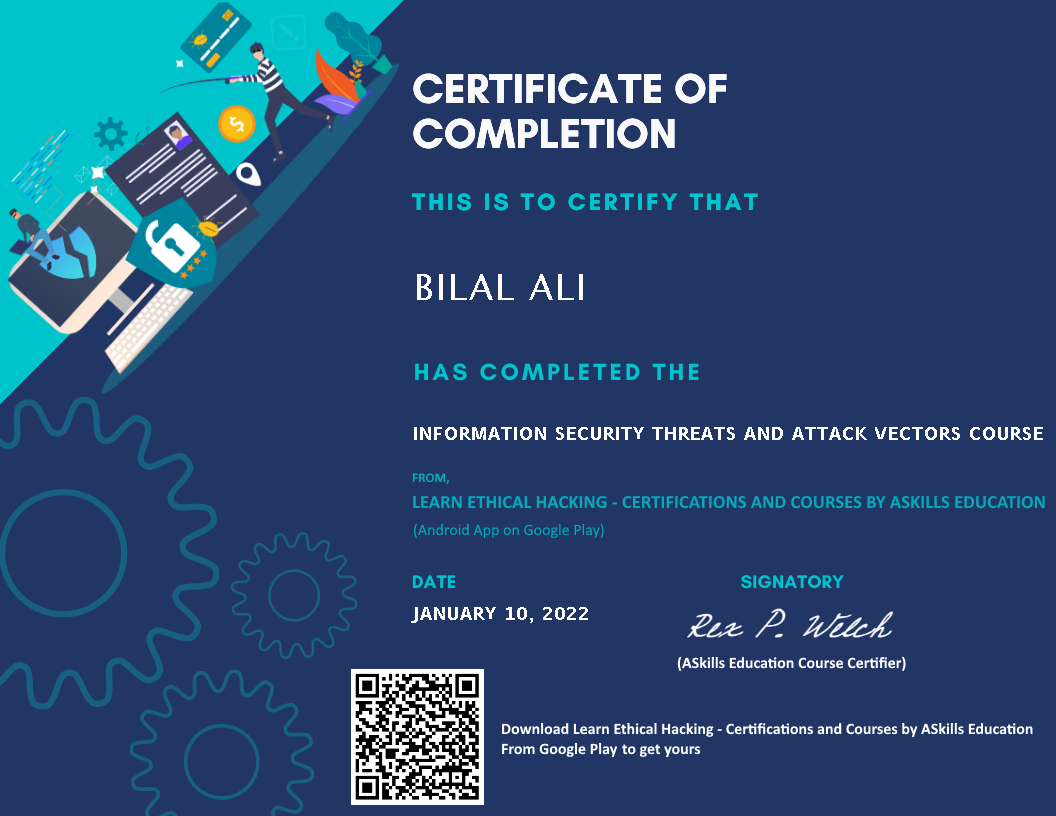 CERTIFICATE OF
COMPLETION
THIS IS TO CERTIFY THAT
BILAL ALI
HAS COMPLETED THE
INFORMATION SECURITY THREATS AND ATTACK VECTORS COURSE
FROM,
LEARN ETHICAL HACKING - CERTIFICATIONS AND COURSES BY ASKILLS EDUCATION
(Android App on Google Play)
DATE
SIGNATORY
JANUARY 10, 2022
Rex P. Welch
(ASkills Education Course Certifier)
Download Learn Ethical Hacking - Certifications and Courses by ASkills Education
From Google Play to get yours